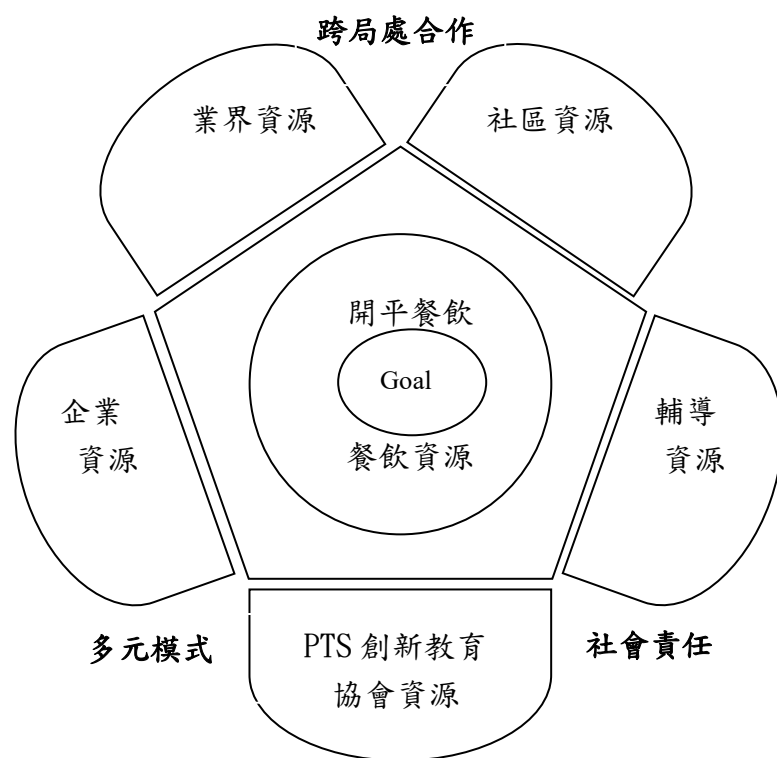 跨局處合作
業界資源
社區資源
開平餐飲
Goal
餐飲資源
企業
資源
輔導
資源
多元模式
PTS 創新教育
協會資源
社會責任